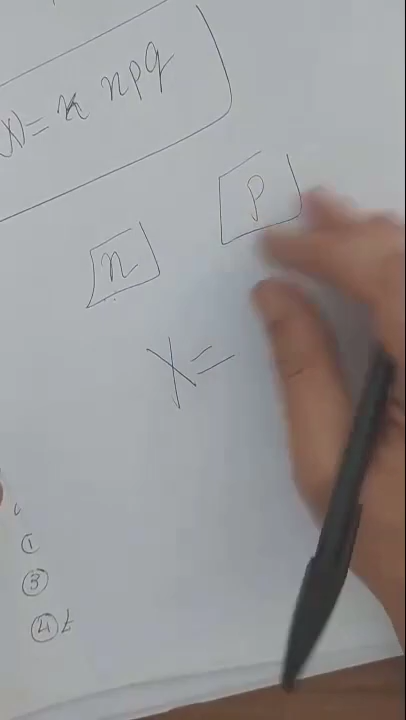 X) = npq
p
n
X =
①
③
④